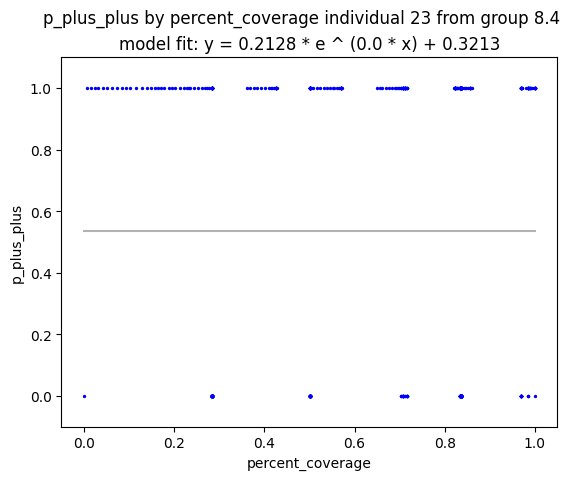 p_plus_plus by percent_coverage individual 23 from group 8.4
model fit: y = 0.2128 * e ^ (0.0 * x) + 0.3213
1.0
0.8
0.6
0.4
0.2
0.0
p_plus_plus
0.0 0.2 0.4 0.6 0.8 1.0
percent_coverage